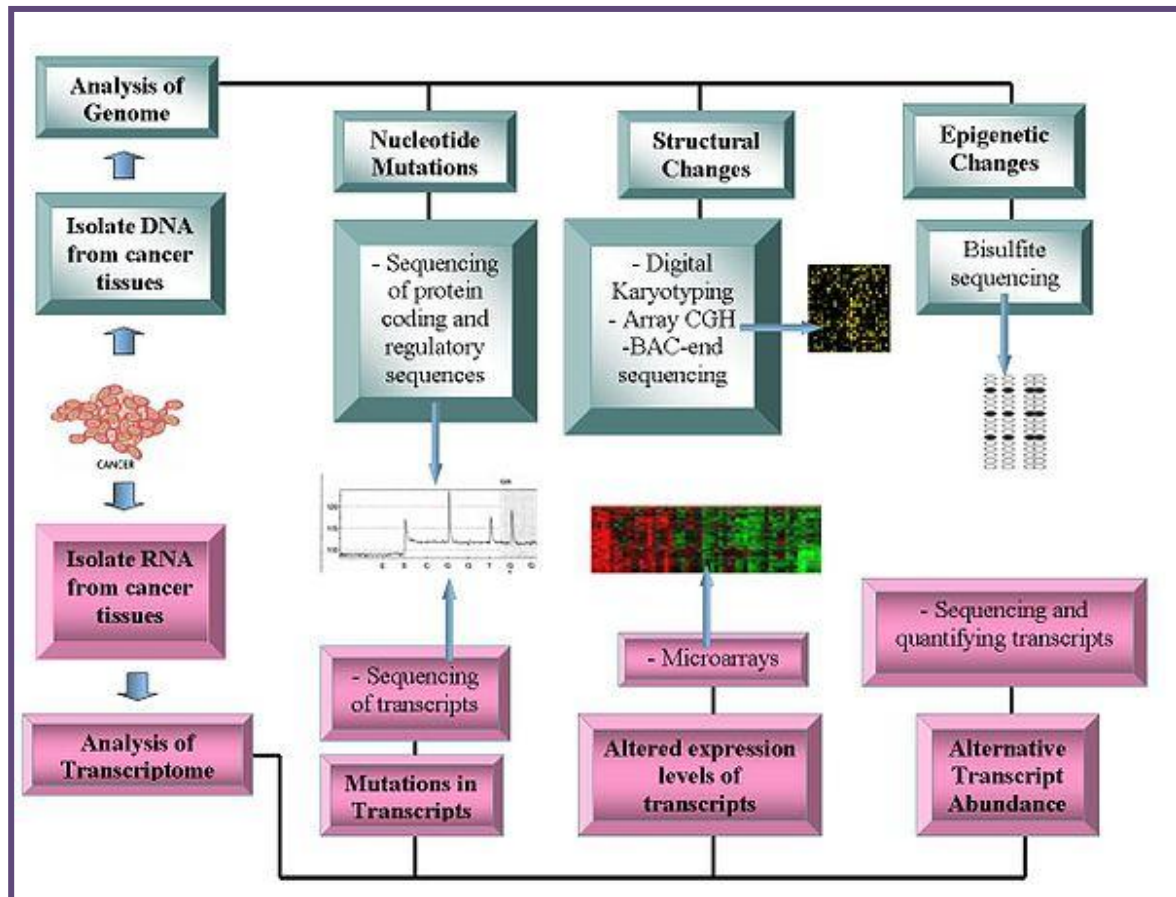 Analysis of
Genome
Nucleotide
Mutations
Structural
Changes
Epigenetic
Changes
Isolate DNA
from cancer
tissues
- Sequencing
of protein
coding and
regulatory
sequences
- Digital
Karyotyping
- Array CGH
-BAC-end
sequencing
Bisulfite
sequencing
CANCER
Isolate RNA
from cancer
tissues
- Sequencing
of transcripts
- Microarrays
- Sequencing and
quantifying transcripts
Analysis of
Transcriptome
Mutations in
Transcripts
Altered expression
levels of
transcripts
Alternative
Transcript
Abundance